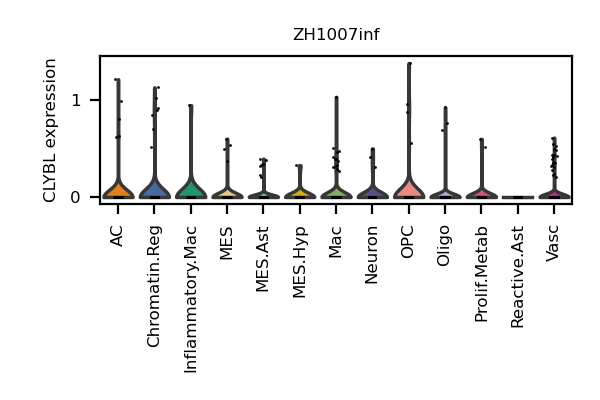 ZH1007inf
CLYBL expression
1
0
AC
Chromatin.Reg
Inflammatory.Mac
MES
MES.Ast
MES.Hyp
Mac
Neuron
OPC
Oligo
Prolif.Metab
Reactive.Ast
Vasc